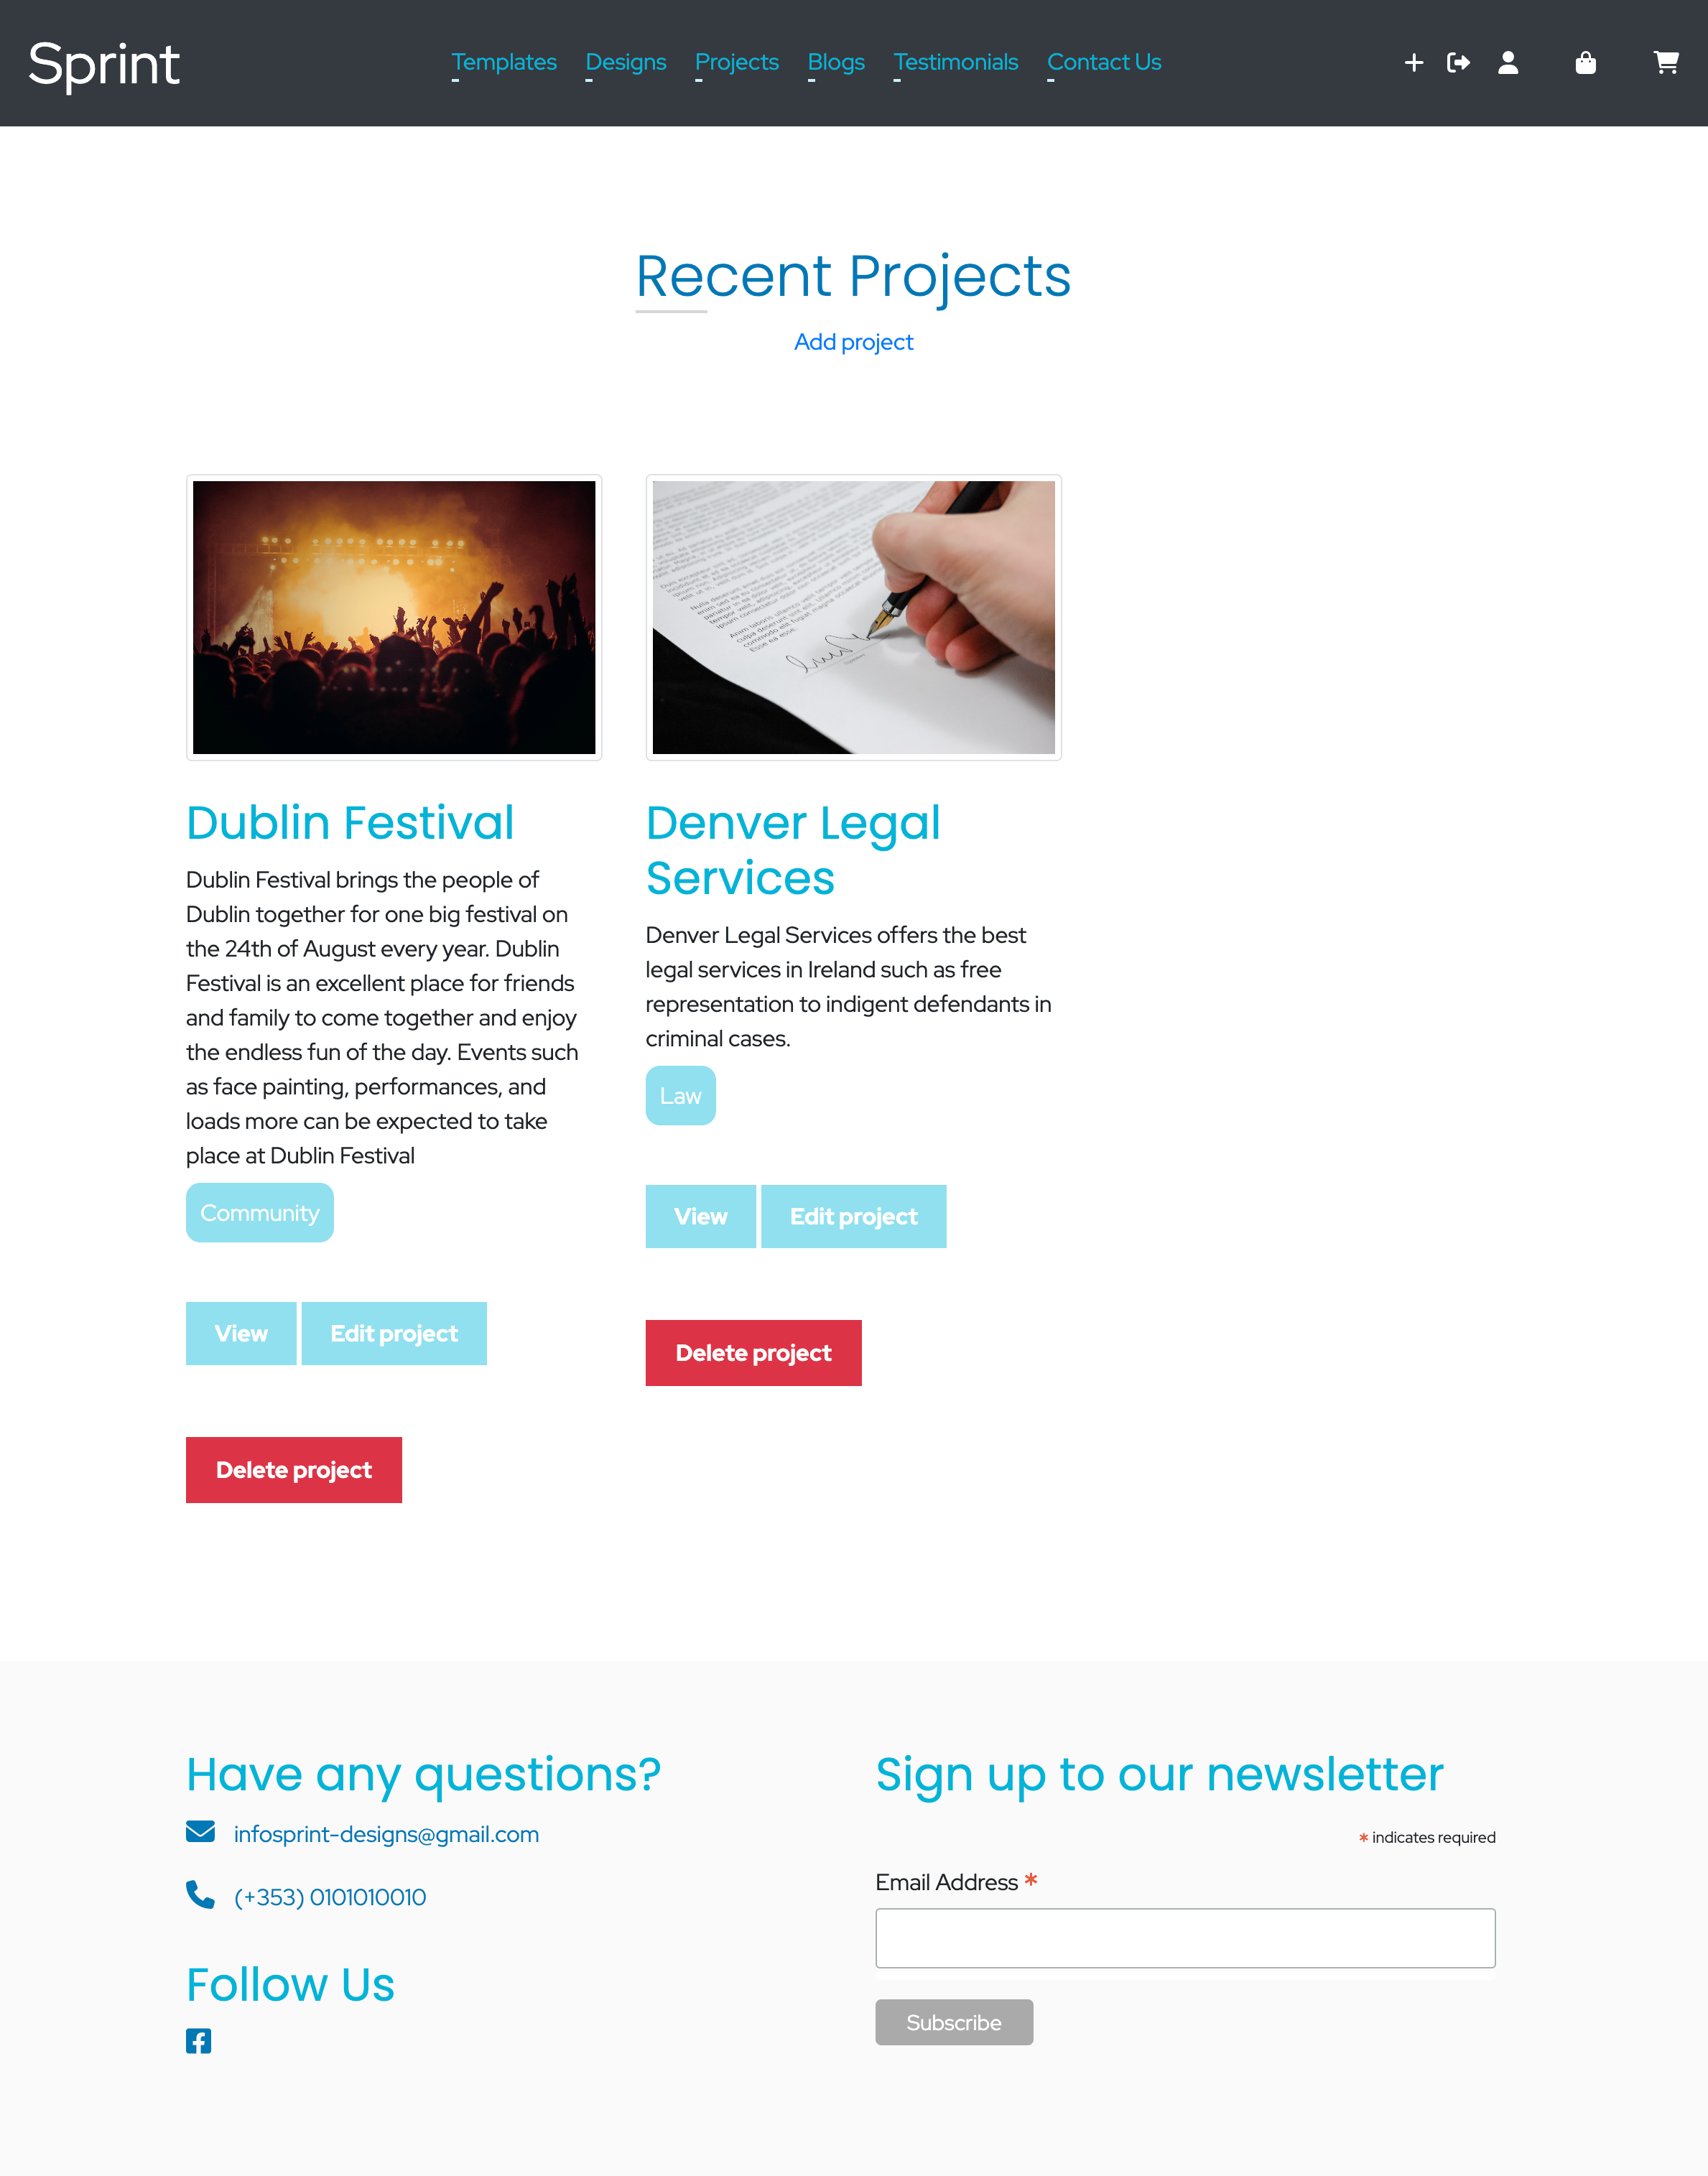 Sprint
Templates Designs Projects Blogs Testimonials Contact Us
Recent Projects
Add project
Dublin Festival
Dublin Festival brings the people of
Dublin together for one big festival on
the 24th of August every year. Dublin
Festival is an excellent place for friends
and family to come together and enjoy
the endless fun of the day. Events such
as face painting, performances, and
loads more can be expected to take
place at Dublin Festival
Community
View Edit project
Delete project
Denver Legal
Services
Denver Legal Services offers the best
legal services in Ireland such as free
representation to indigent defendants in
criminal cases.
Law
View Edit project
Delete project
Have any questions?
infosprint-designs@gmail.com
(+353) 0101010010
Follow Us
Sign up to our newsletter
* indicates required
Email Address *
Subscribe